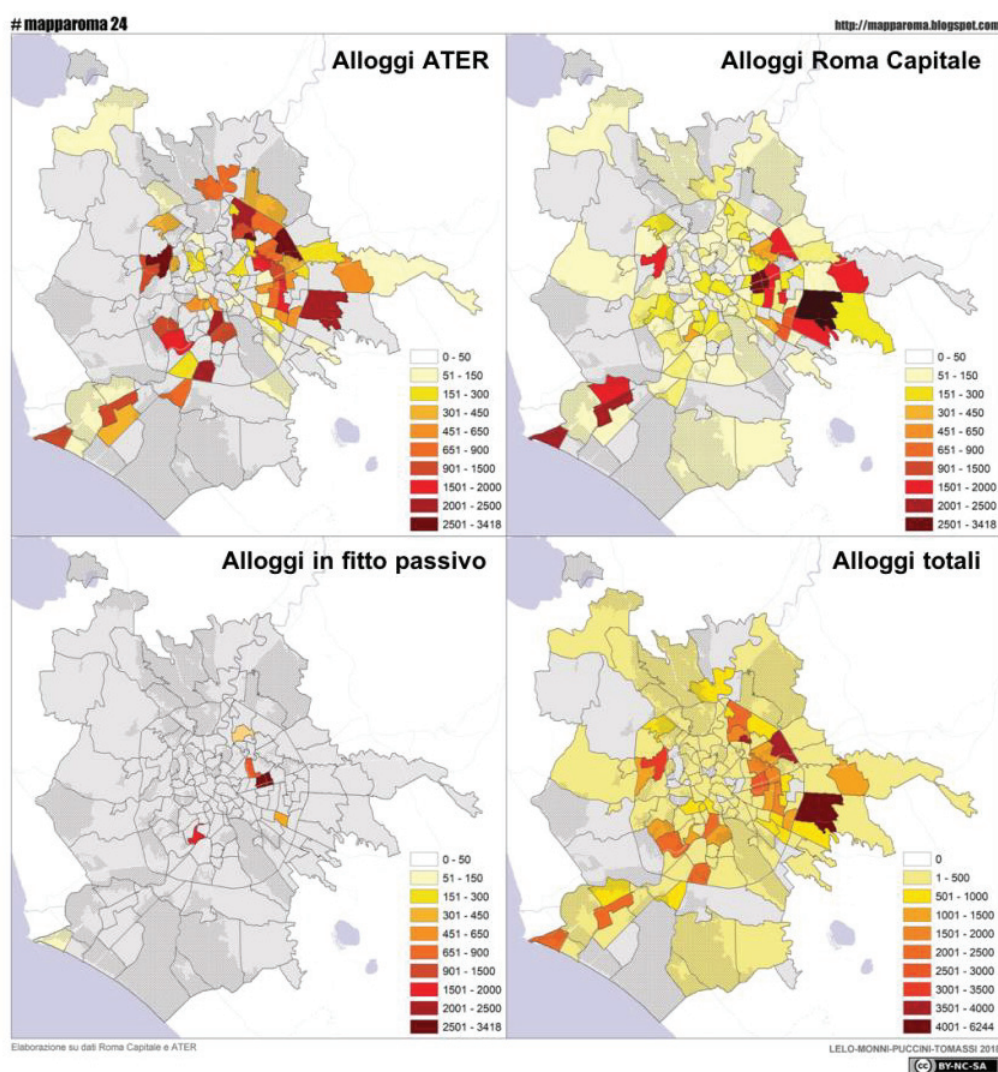 # mapparoma 24
http://mapparoma.blogspot.com
Alloggi ATER
0 - 50
51 - 150
151 - 300
301 - 450
451 - 650
651 - 900
901 - 1500
1501 - 2000
2001 - 2500
2501 - 3418
Alloggi Roma Capitale
0 - 50
51 - 150
151 - 300
301 - 450
451 - 650
651 - 900
901 - 1500
1501 - 2000
2001 - 2500
2501 - 3418
Alloggi in fitto passivo
0 - 50
51 - 150
151 - 300
301 - 450
451 - 650
651 - 900
901 - 1500
1501 - 2000
2001 - 2500
2501 - 3418
Alloggi totali
0
1 - 500
501 - 1000
1001 - 1500
1501 - 2000
2001 - 2500
2501 - 3000
3001 - 3500
3501 - 4000
4001 - 6244
Elaborazione su dati Roma Capitale e ATER
LELO-MONNI-PUCCINI-TOMASSI 2018
cc BY-NC-SA